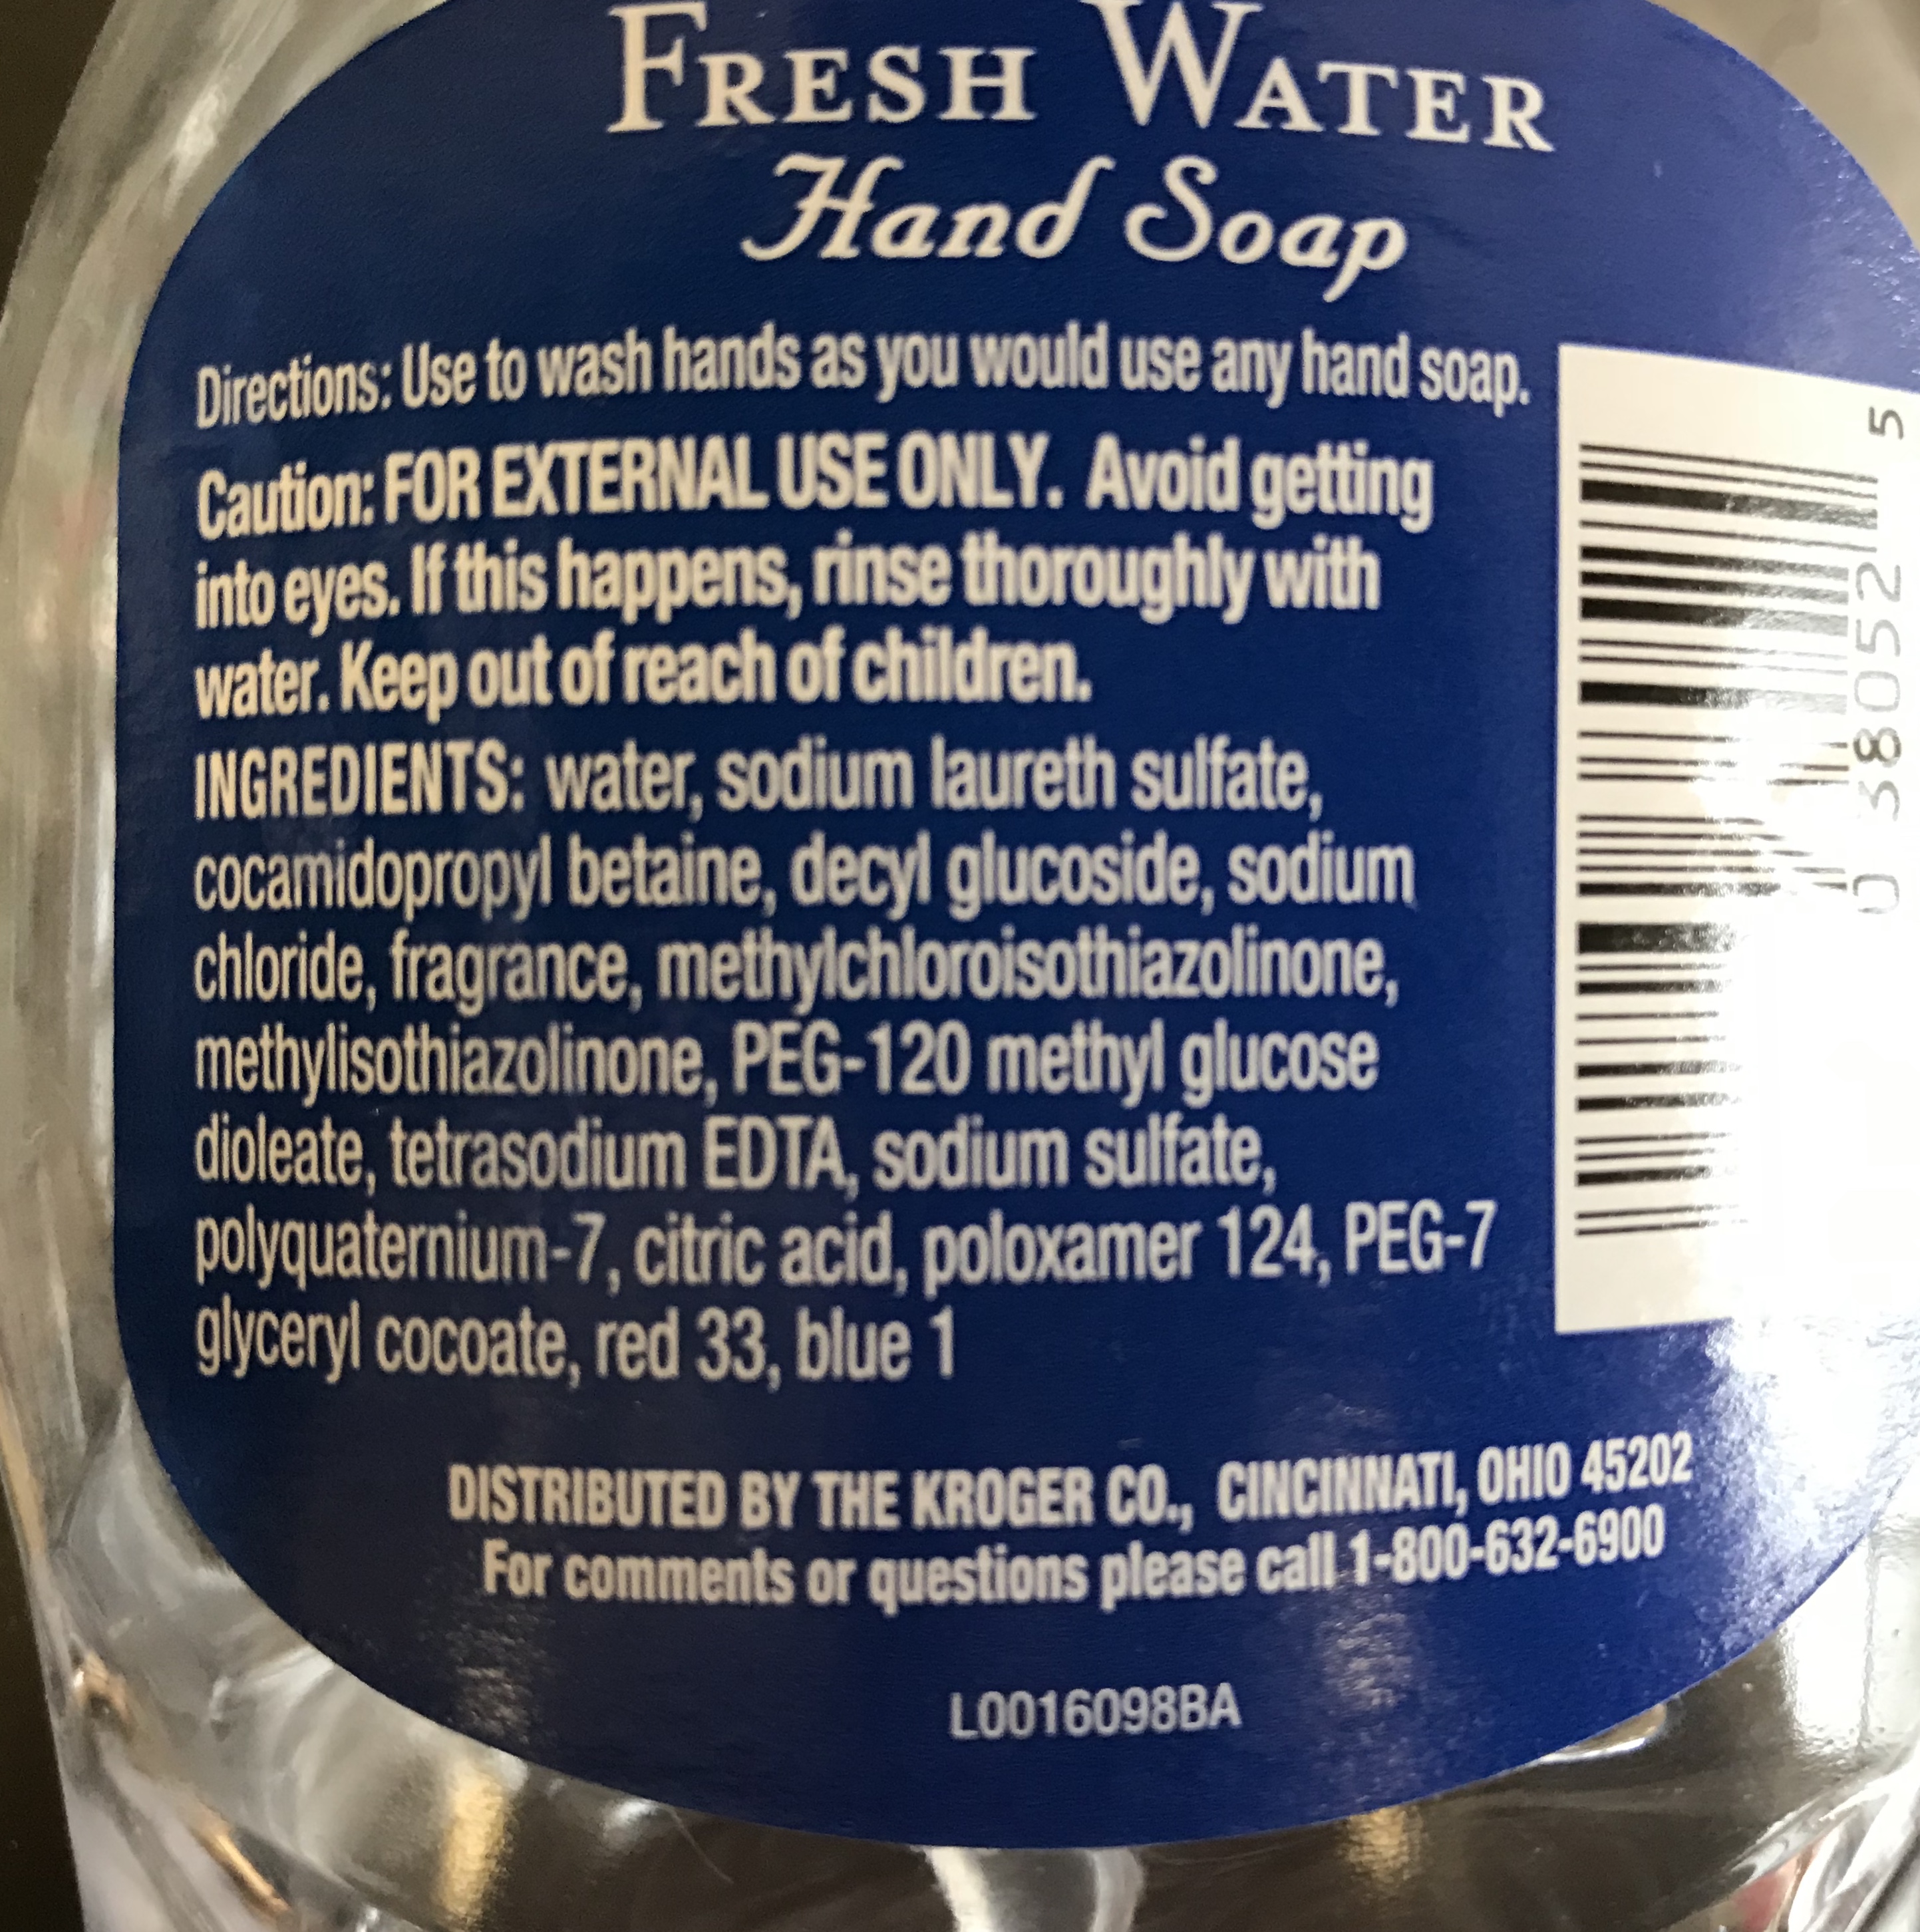 FRESH WATER
Hand Soap
Directions: Use to wash hands as you would use any hand soap.
Caution: FOR EXTERNAL USE ONLY. Avoid getting
into eyes. If this happens, rinse thoroughly with
water. Keep out of reach of children.
INGREDIENTS: water, sodium laureth sulfate,
cocamidopropyl betaine, decyl glucoside, sodium
chloride, fragrance, methylchloroisothiazolinone,
methylisothiazolinone, PEG-120 methyl glucose
dioleate, tetrasodium EDTA, sodium sulfate,
polyquaternium-7, citric acid, poloxamer 124, PEG-7
glyceryl cocoate, red 33, blue 1
DISTRIBUTED BY THE KROGER CO., CINCINNATI, OHIO 45202
For comments or questions please call 1-800-632-6900
L0016098BA
0 38052 5